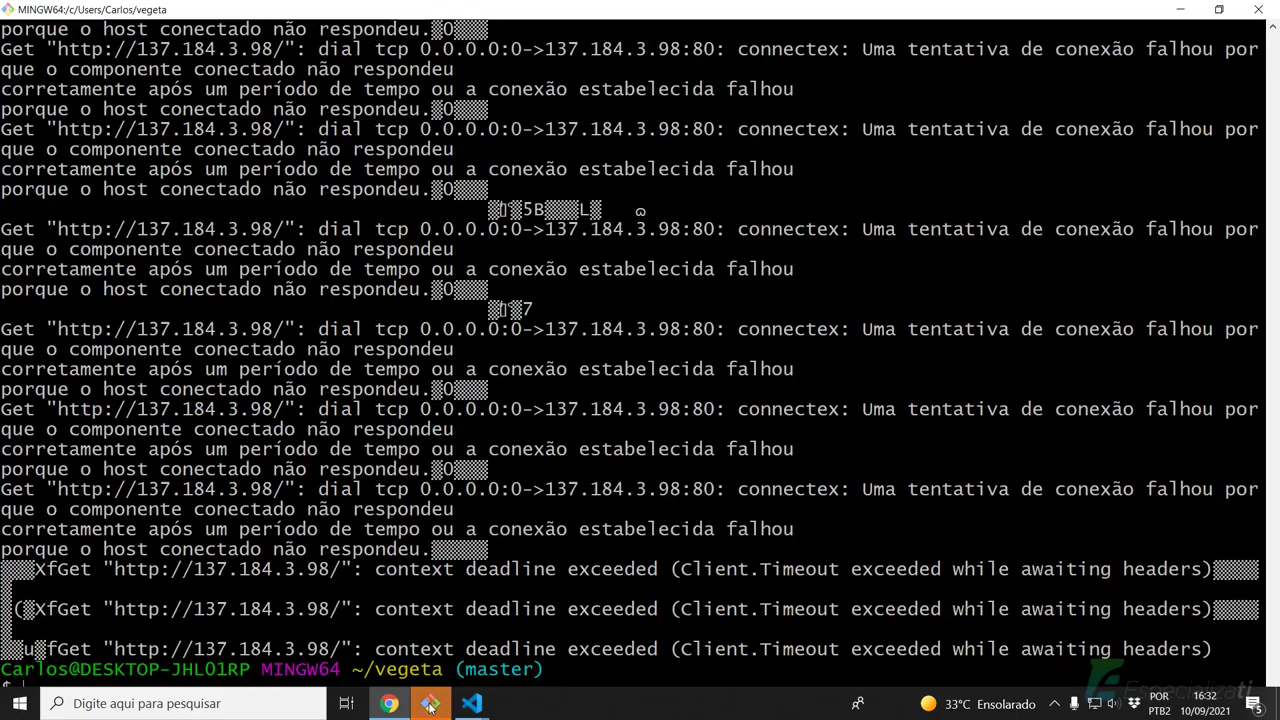 MINGW64:/c/Users/Carlos/vegeta
porque o host conectado não respondeu.▒O▒▒▒
Get "http://137.184.3.98/": dial tcp 0.0.0.0:0->137.184.3.98:80: connectex: Uma tentativa de conexão falhou por
que o componente conectado não respondeu
corretamente após um período de tempo ou a conexão estabelecida falhou
porque o host conectado não respondeu.▒O▒▒▒
Get "http://137.184.3.98/": dial tcp 0.0.0.0:0->137.184.3.98:80: connectex: Uma tentativa de conexão falhou por
que o componente conectado não respondeu
corretamente após um período de tempo ou a conexão estabelecida falhou
porque o host conectado não respondeu.▒O▒▒▒
▒5B▒▒▒L▒
Get "http://137.184.3.98/": dial tcp 0.0.0.0:0->137.184.3.98:80: connectex: Uma tentativa de conexão falhou por
que o componente conectado não respondeu
corretamente após um período de tempo ou a conexão estabelecida falhou
porque o host conectado não respondeu.▒O▒▒▒
▒7
Get "http://137.184.3.98/": dial tcp 0.0.0.0:0->137.184.3.98:80: connectex: Uma tentativa de conexão falhou por
que o componente conectado não respondeu
corretamente após um período de tempo ou a conexão estabelecida falhou
porque o host conectado não respondeu.▒O▒▒▒
Get "http://137.184.3.98/": dial tcp 0.0.0.0:0->137.184.3.98:80: connectex: Uma tentativa de conexão falhou por
que o componente conectado não respondeu
corretamente após um período de tempo ou a conexão estabelecida falhou
porque o host conectado não respondeu.▒O▒▒▒
Get "http://137.184.3.98/": dial tcp 0.0.0.0:0->137.184.3.98:80: connectex: Uma tentativa de conexão falhou por
que o componente conectado não respondeu
corretamente após um período de tempo ou a conexão estabelecida falhou
porque o host conectado não respondeu.▒▒▒▒▒
▒▒▒XfGet "http://137.184.3.98/": context deadline exceeded (Client.Timeout exceeded while awaiting headers)▒▒▒▒
▒(▒XfGet "http://137.184.3.98/": context deadline exceeded (Client.Timeout exceeded while awaiting headers)▒▒▒▒
▒▒u▒fGet "http://137.184.3.98/": context deadline exceeded (Client.Timeout exceeded while awaiting headers)
Carlos@DESKTOP-JHLO1RP MINGW64 ~/vegeta (master)
$
Especializati
Digite aqui para pesquisar
33°C Ensolarado
POR
PTB2
16:32
10/09/2021
5